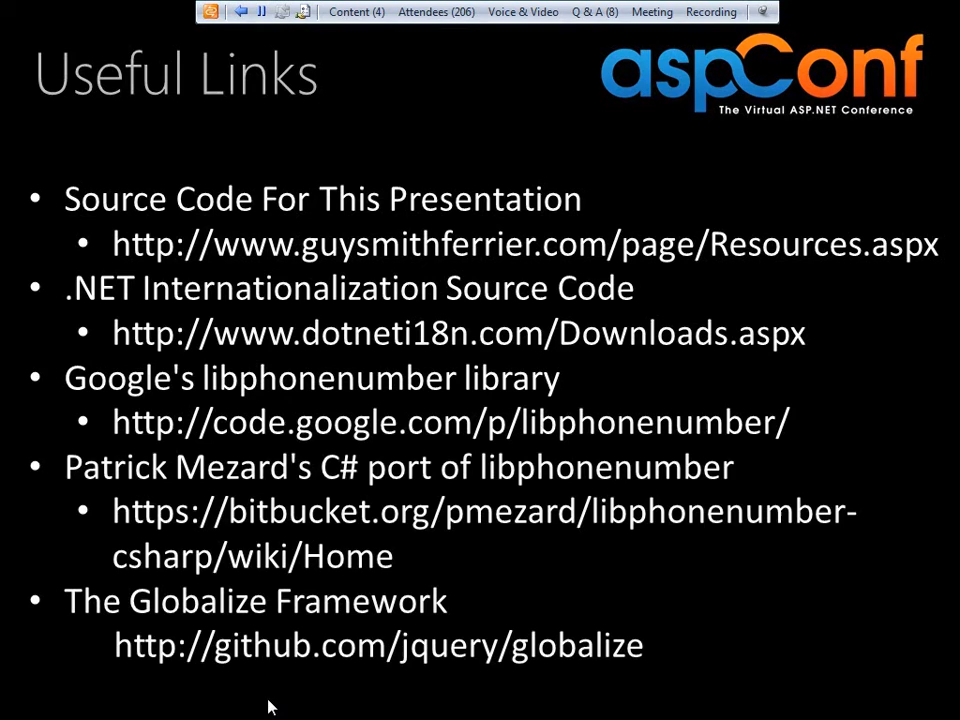 Content (4) Attendees (206) Voice & Video Q & A (8) Meeting Recording
Useful Links
aspConf
The Virtual ASP.NET Conference
• Source Code For This Presentation
• http://www.guysmithferrier.com/page/Resources.aspx
• .NET Internationalization Source Code
• http://www.dotneti18n.com/Downloads.aspx
• Google's libphonenumber library
• http://code.google.com/p/libphonenumber/
• Patrick Mezard's C# port of libphonenumber
• https://bitbucket.org/pmezard/libphonenumber-
csharp/wiki/Home
• The Globalize Framework
http://github.com/jquery/globalize